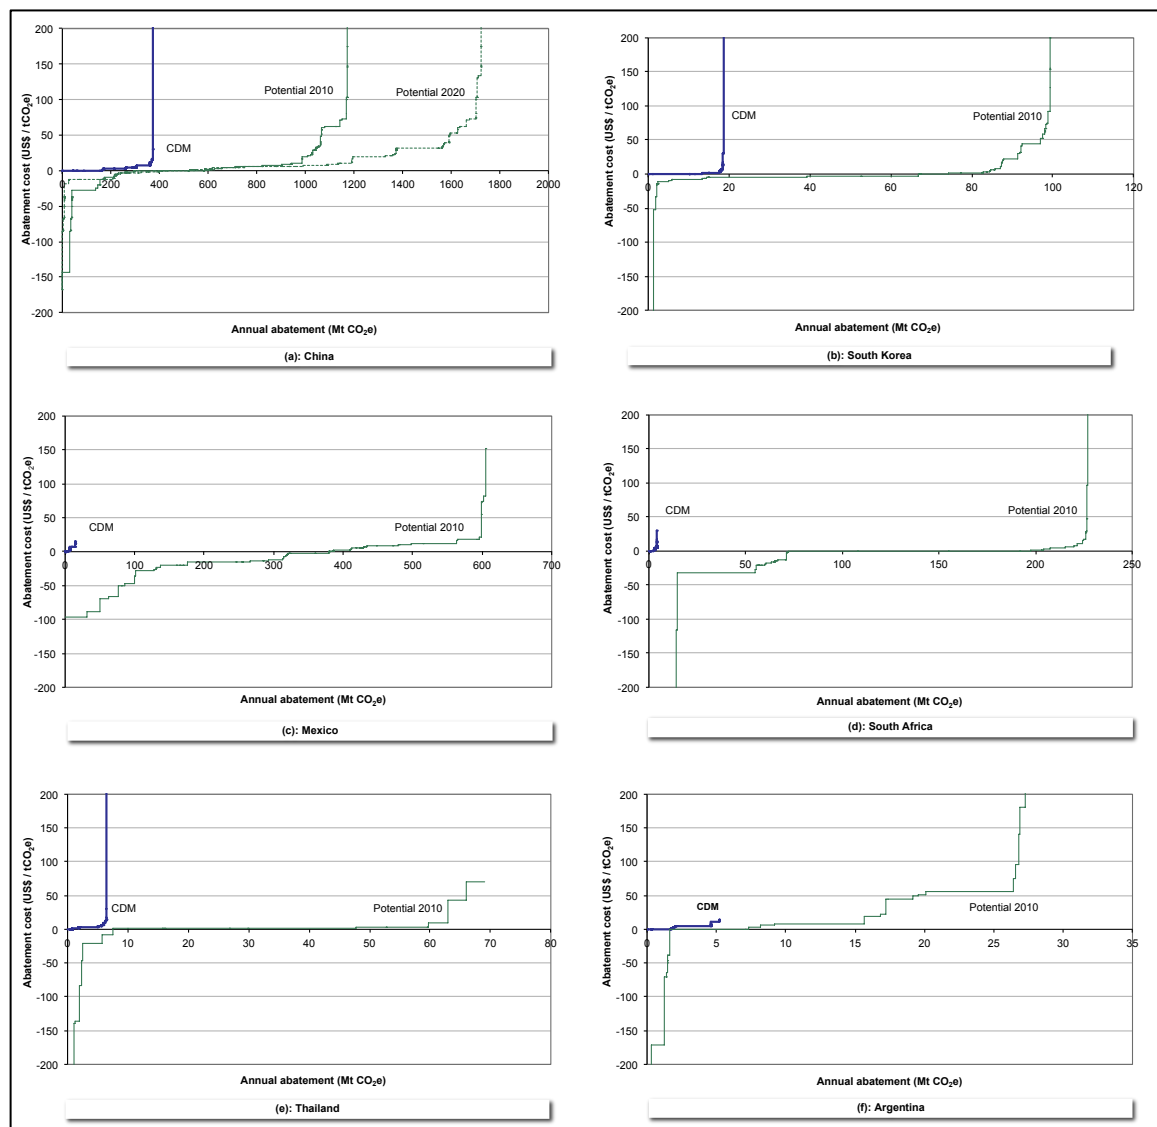 Abatement cost (US$ / tCO₂e)
200
150
100
50
0
-50
-100
-150
-200
0 200 400 600 800 1000 1200 1400 1600 1800 2000
Potential 2010
Potential 2020
CDM
Annual abatement (Mt CO₂e)
(a): China
Abatement cost (US$ / tCO₂e)
200
150
100
50
0
-50
-100
-150
-200
0 20 40 60 80 100 120
CDM
Potential 2010
Annual abatement (Mt CO₂e)
(b): South Korea
Abatement cost (US$ / tCO₂e)
200
150
100
50
0
-50
-100
-150
-200
0 100 200 300 400 500 600 700
CDM
Potential 2010
Annual abatement (Mt CO₂e)
(c): Mexico
Abatement cost (US$ / tCO₂e)
200
150
100
50
0
-50
-100
-150
-200
0 50 100 150 200 250
CDM
Potential 2010
Annual abatement (Mt CO₂e)
(d): South Africa
Abatement cost (US$ / tCO₂e)
200
150
100
50
0
-50
-100
-150
-200
0 10 20 30 40 50 60 70 80
CDM
Potential 2010
Annual abatement (Mt CO₂e)
(e): Thailand
Abatement cost (US$ / tCO₂e)
200
150
100
50
0
-50
-100
-150
-200
0 5 10 15 20 25 30 35
CDM
Potential 2010
Annual abatement (Mt CO₂e)
(f): Argentina